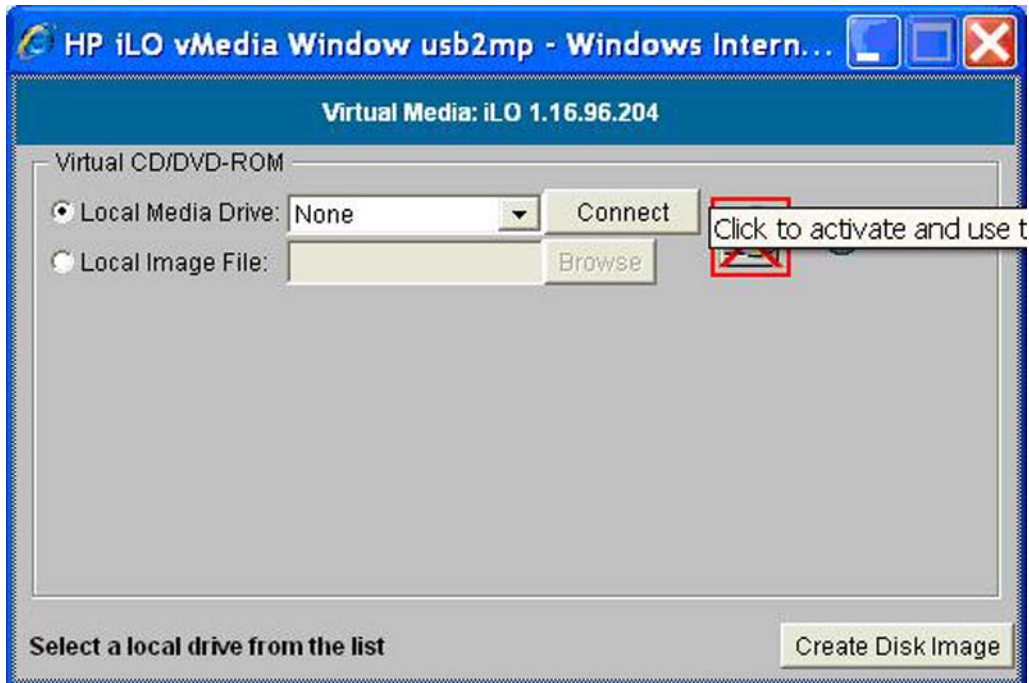 HP iLO vMedia Window usb2mp - Windows Intern...
Virtual Media: iLO 1.16.96.204
Virtual CD/DVD-ROM
Local Media Drive: None Connect
Click to activate and use t
Local Image File: Browse
Select a local drive from the list
Create Disk Image